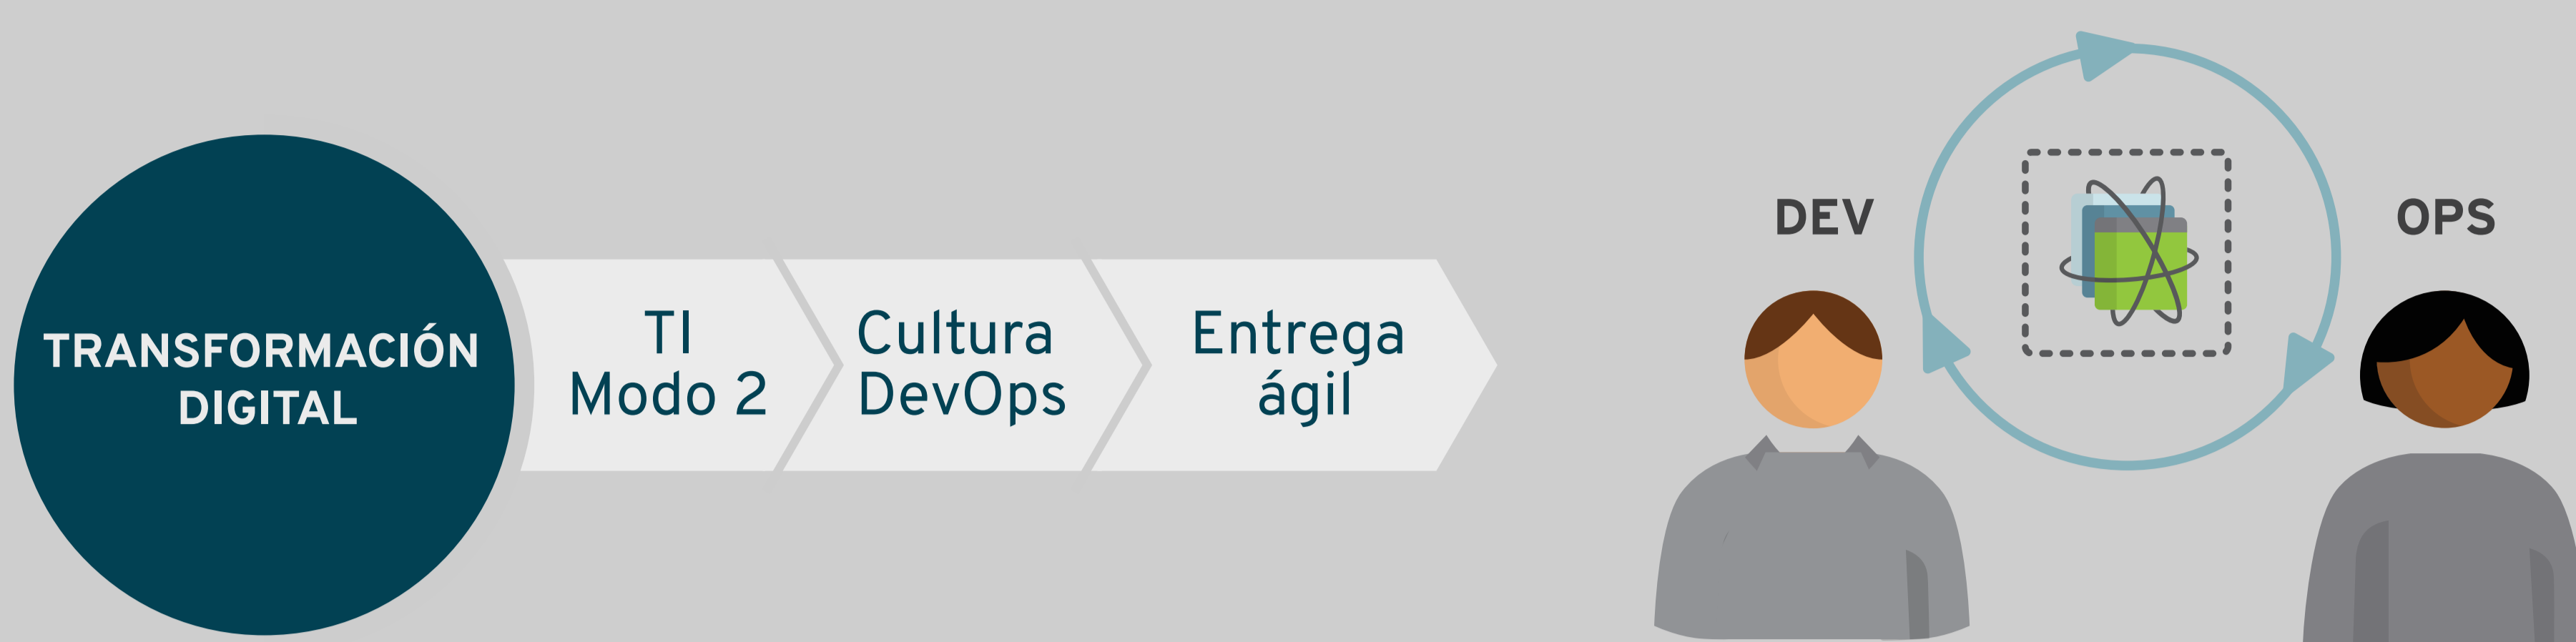 TRANSFORMACIÓN
DIGITAL
TI
Modo 2
Cultura
DevOps
Entrega
ágil
DEV
OPS